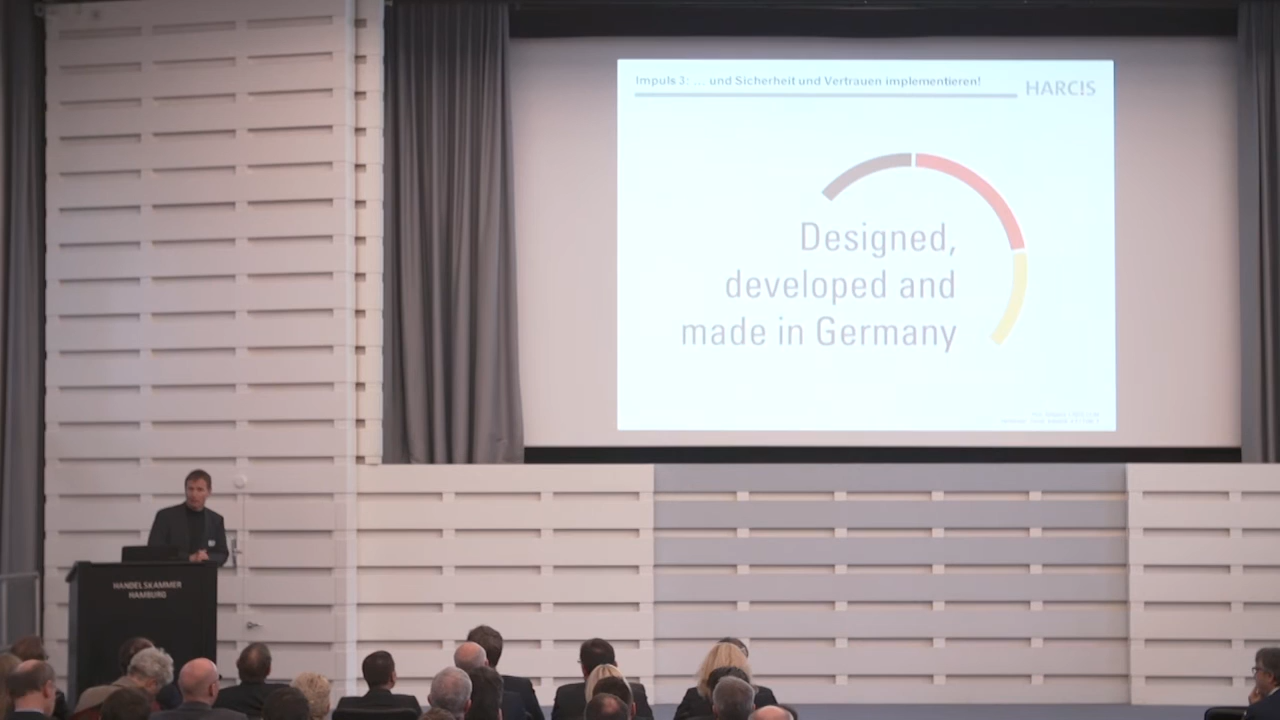 Impuls 3: ... und Sicherheit und Vertrauen implementieren!
HARCIS
Designed,
developed and
made in Germany
HANDELSKAMMER
HAMBURG